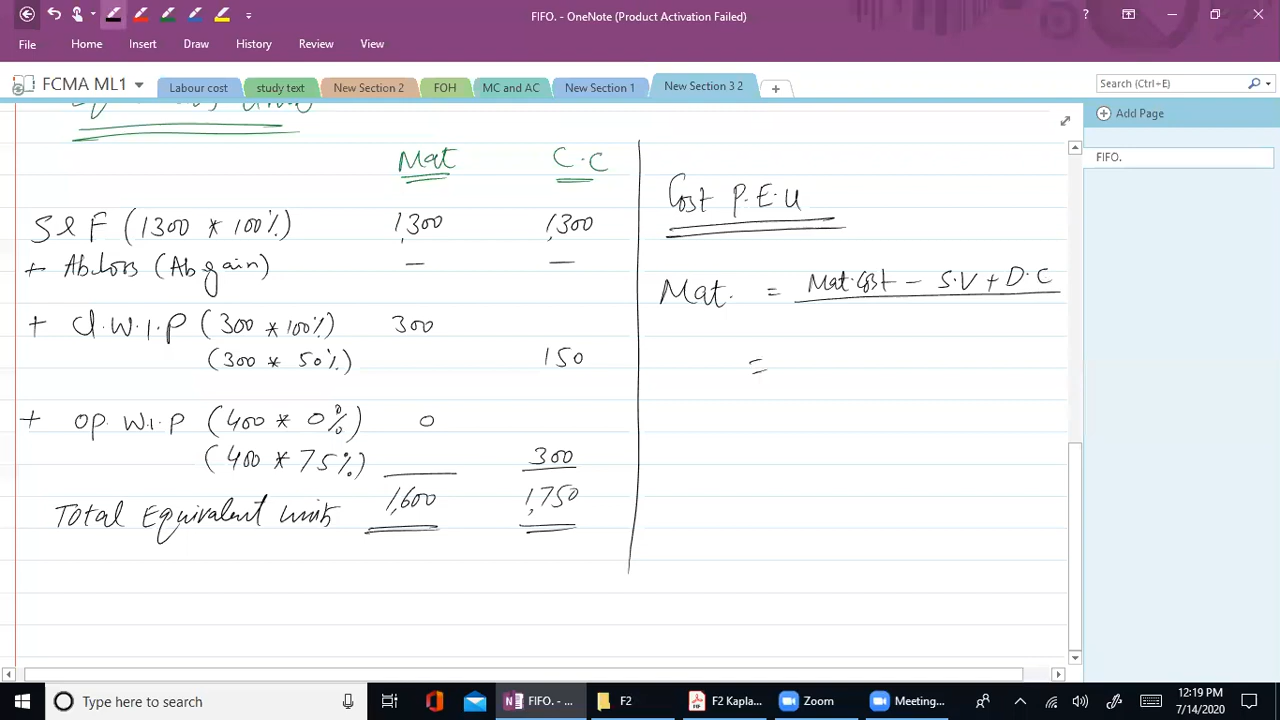 FIFO. - OneNote (Product Activation Failed)
File Home Insert Draw History Review View
FCMA ML1 Labour cost study text New Section 2 FOH MC and AC New Section 1 New Section 3 2
Search (Ctrl+E)
Add Page
FIFO.
Mat C.C
S&F (1300 * 100%) 1,300 1,300
+ Ab loss (Ab gain) — —
+ Cl.W.I.P (300 * 100%) 300
(300 * 50%) 150
+ OP. W.I.P (400 * 0%) 0
(400 * 75%) 300
Total Equivalent Units 1,600 1,750
Cost P.E.U
Mat. = Mat.Cost - S.V + D.C
=
Type here to search
FIFO. - ... F2 F2 Kapla... Zoom Meeting...
12:19 PM
7/14/2020